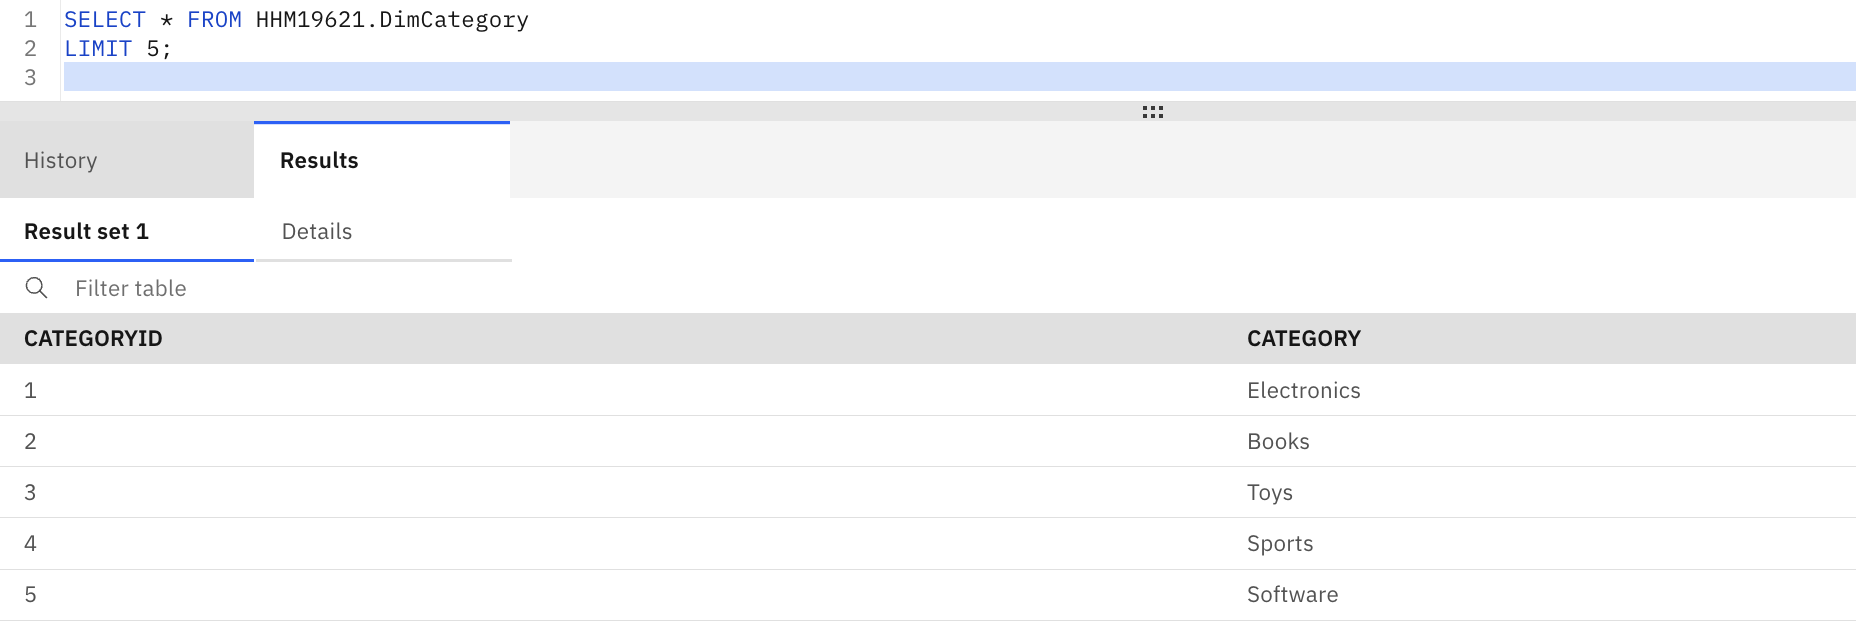 1 SELECT * FROM HHM19621.DimCategory
2 LIMIT 5;
3
History Results
Result set 1 Details
Filter table
CATEGORYID CATEGORY
1 Electronics
2 Books
3 Toys
4 Sports
5 Software